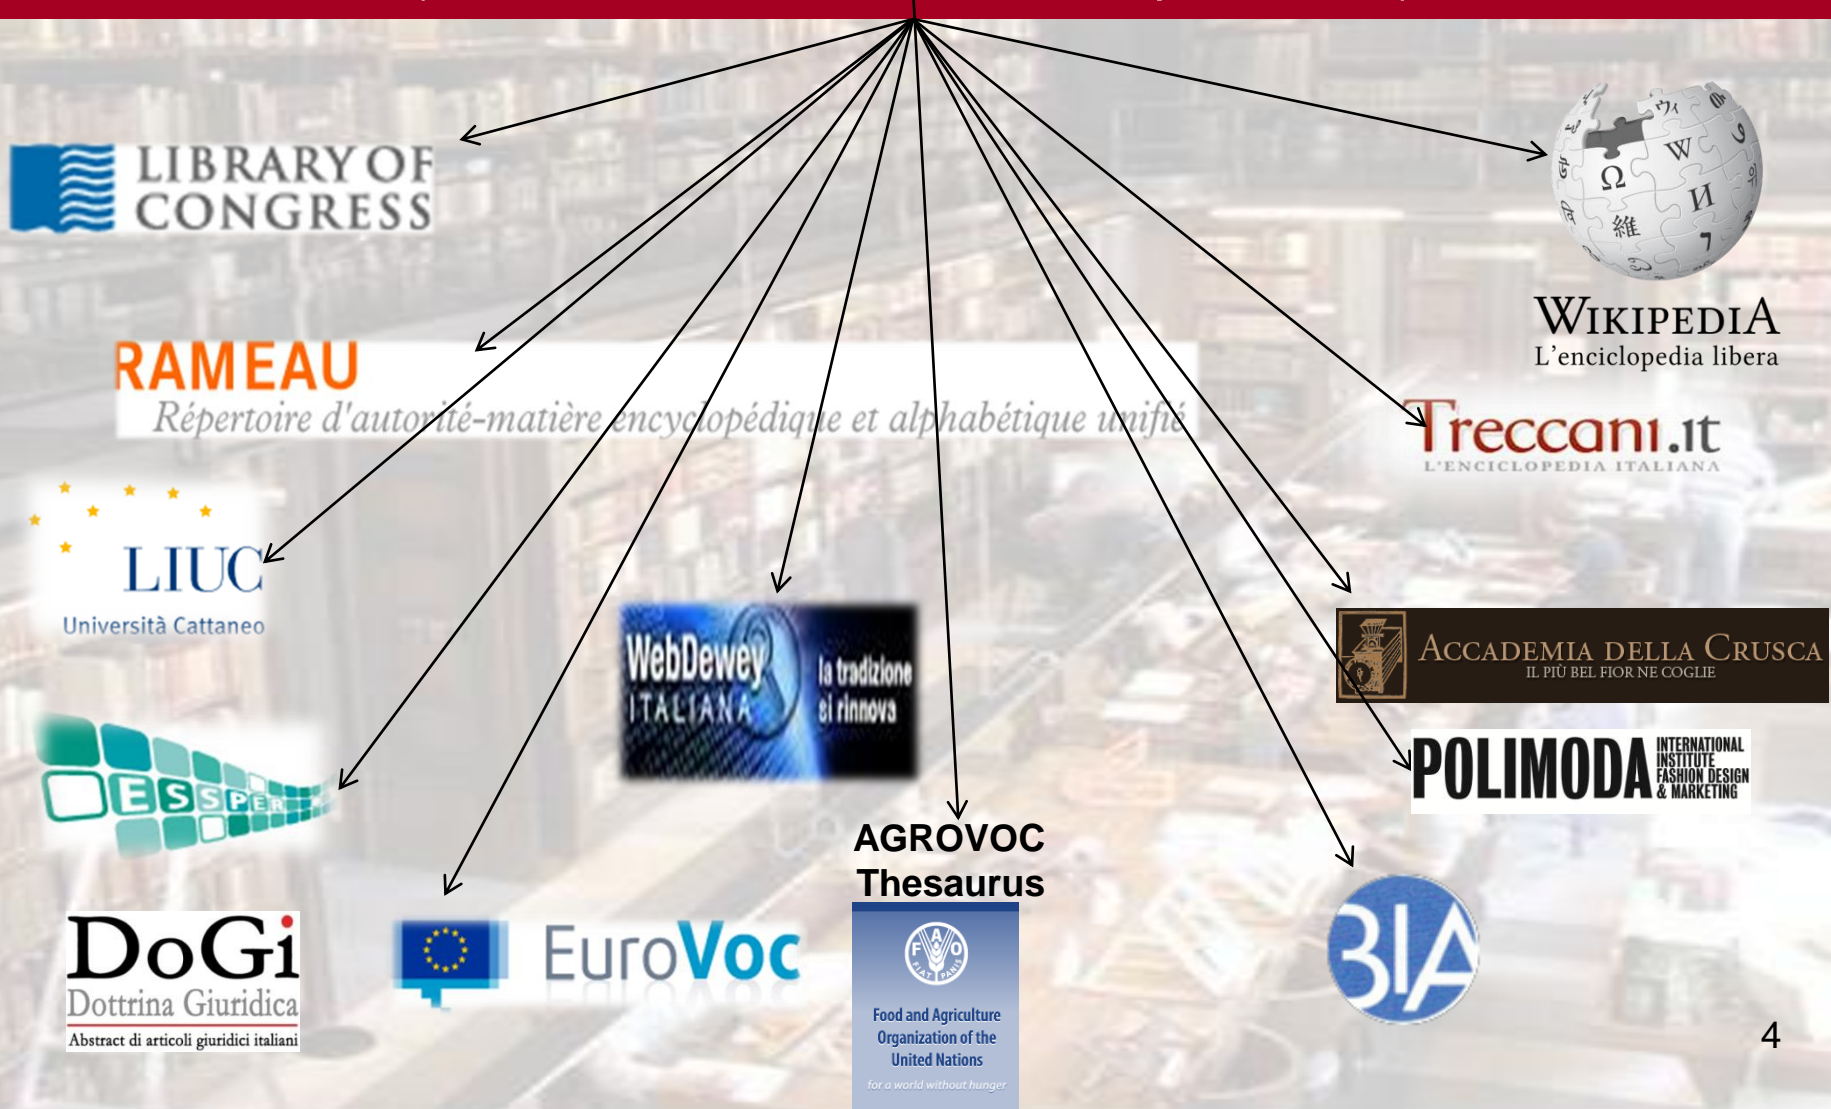 LIBRARY OF
CONGRESS
WIKIPEDIA
L'enciclopedia libera
RAMEAU
Répertoire d'autorité-matière encyclopédique et alphabétique unifié
Treccani.it
L'ENCICLOPEDIA ITALIANA
LIUC
Università Cattaneo
WebDewey
ITALIANA
la tradizione
si rinnova
ACCADEMIA DELLA CRUSCA
IL PIÙ BEL FIOR NE COGLIE
ESSPER
POLIMODA
INTERNATIONAL
INSTITUTE
FASHION DESIGN
& MARKETING
AGROVOC
Thesaurus
DoGi
Dottrina Giuridica
Abstract di articoli giuridici italiani
EuroVoc
FAO
FIAT PANIS
Food and Agriculture
Organization of the
United Nations
for a world without hunger
BIA
4